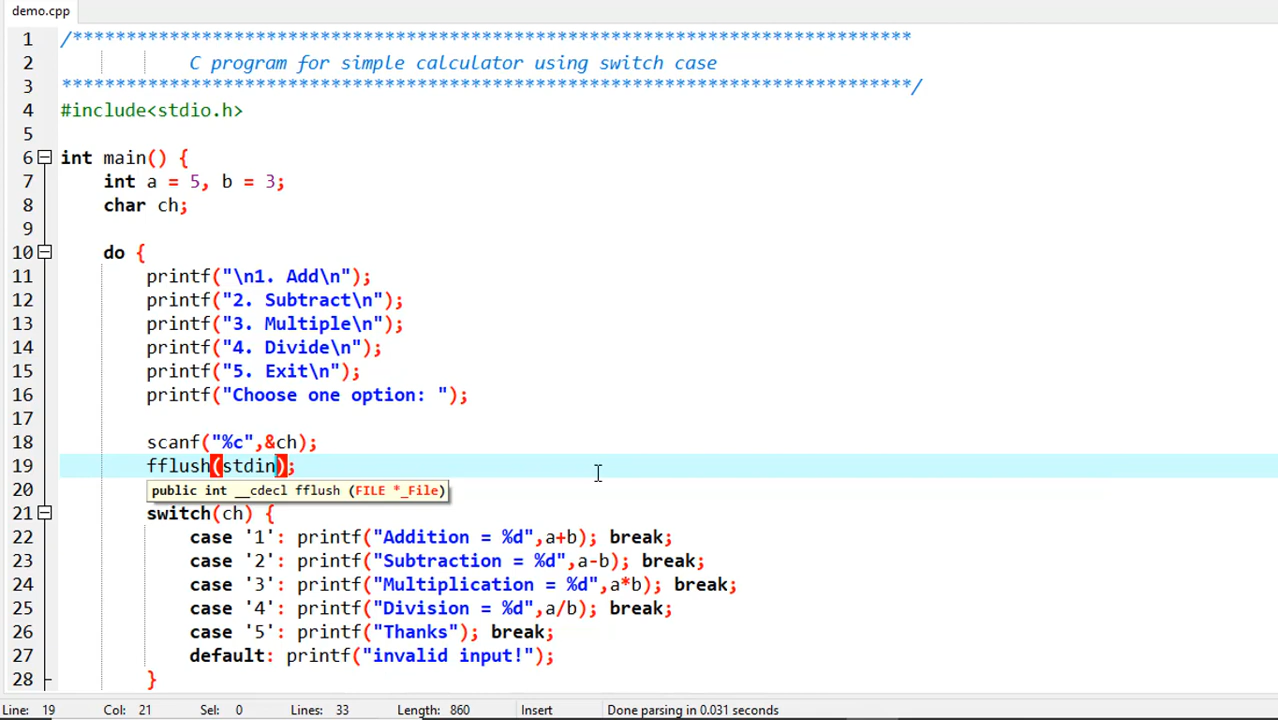 demo.cpp
1 /******************************************************************************
2 C program for simple calculator using switch case
3 *******************************************************************************/
4 #include<stdio.h>
5
6 int main() {
7 int a = 5, b = 3;
8 char ch;
9
10 do {
11 printf("\n1. Add\n");
12 printf("2. Subtract\n");
13 printf("3. Multiple\n");
14 printf("4. Divide\n");
15 printf("5. Exit\n");
16 printf("Choose one option: ");
17
18 scanf("%c",&ch);
19 fflush(stdin);
20 public int __cdecl fflush (FILE *_File)
21 switch(ch) {
22 case '1': printf("Addition = %d",a+b); break;
23 case '2': printf("Subtraction = %d",a-b); break;
24 case '3': printf("Multiplication = %d",a*b); break;
25 case '4': printf("Division = %d",a/b); break;
26 case '5': printf("Thanks"); break;
27 default: printf("invalid input!");
28 }
Line: 19 Col: 21 Sel: 0 Lines: 33 Length: 860 Insert Done parsing in 0.031 seconds